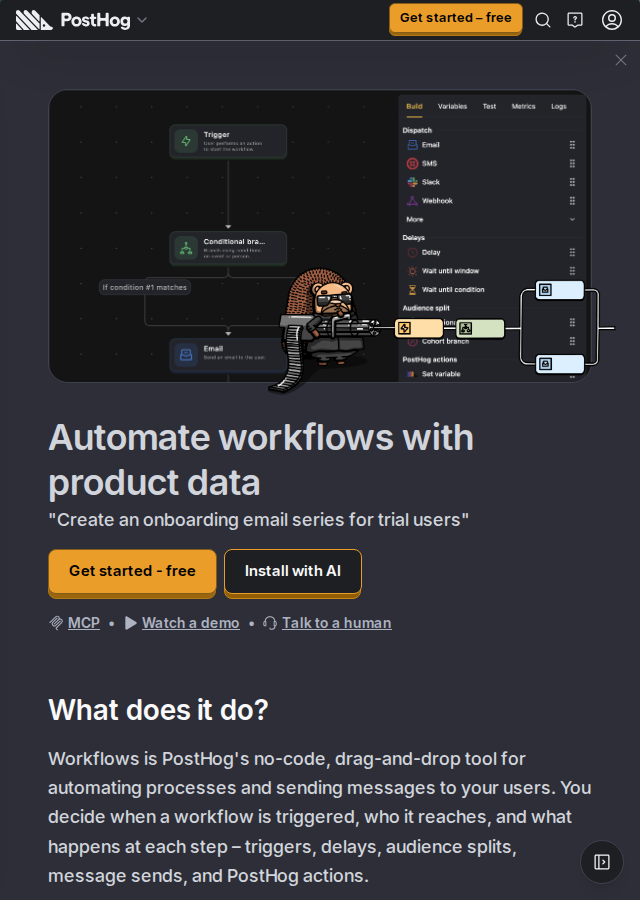 PostHog
Get started – free
Build Variables Test Metrics Logs
Trigger
User performs an action
to start the workflow.
Dispatch
Email
SMS
Slack
Webhook
More
Conditional bra...
Delays
Delay
Wait until window
Wait until condition
If condition #1 matches
Audience split
Cohort branch
Email
Send an email to the user.
PostHog actions
Set variable
Automate workflows with
product data
"Create an onboarding email series for trial users"
Get started - free
Install with AI
MCP • Watch a demo • Talk to a human
What does it do?
Workflows is PostHog's no-code, drag-and-drop tool for
automating processes and sending messages to your users. You
decide when a workflow is triggered, who it reaches, and what
happens at each step – triggers, delays, audience splits,
message sends, and PostHog actions.